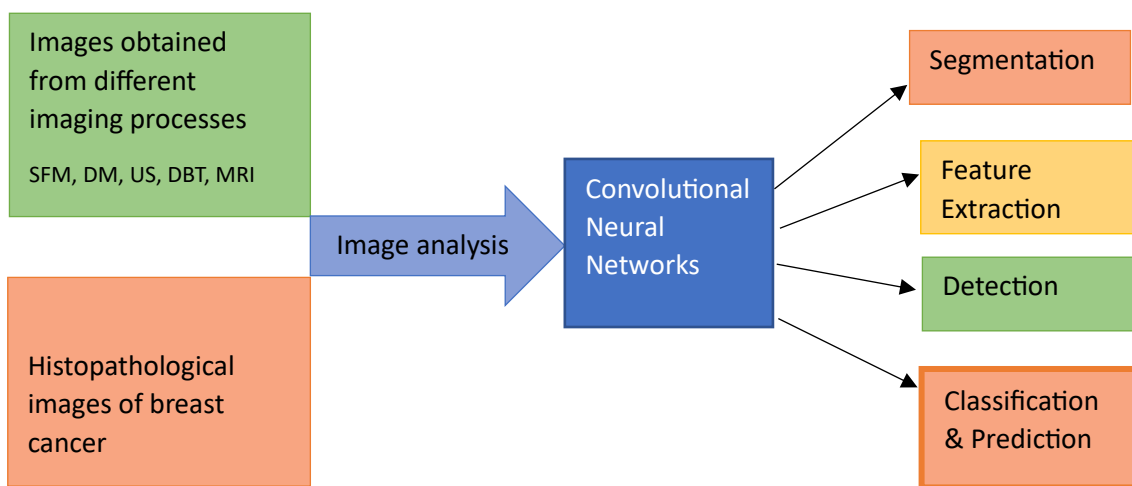 Images obtained
from different
imaging processes
SFM, DM, US, DBT, MRI
Histopathological
images of breast
cancer
Image analysis
Convolutional
Neural
Networks
Segmentation
Feature
Extraction
Detection
Classification
& Prediction